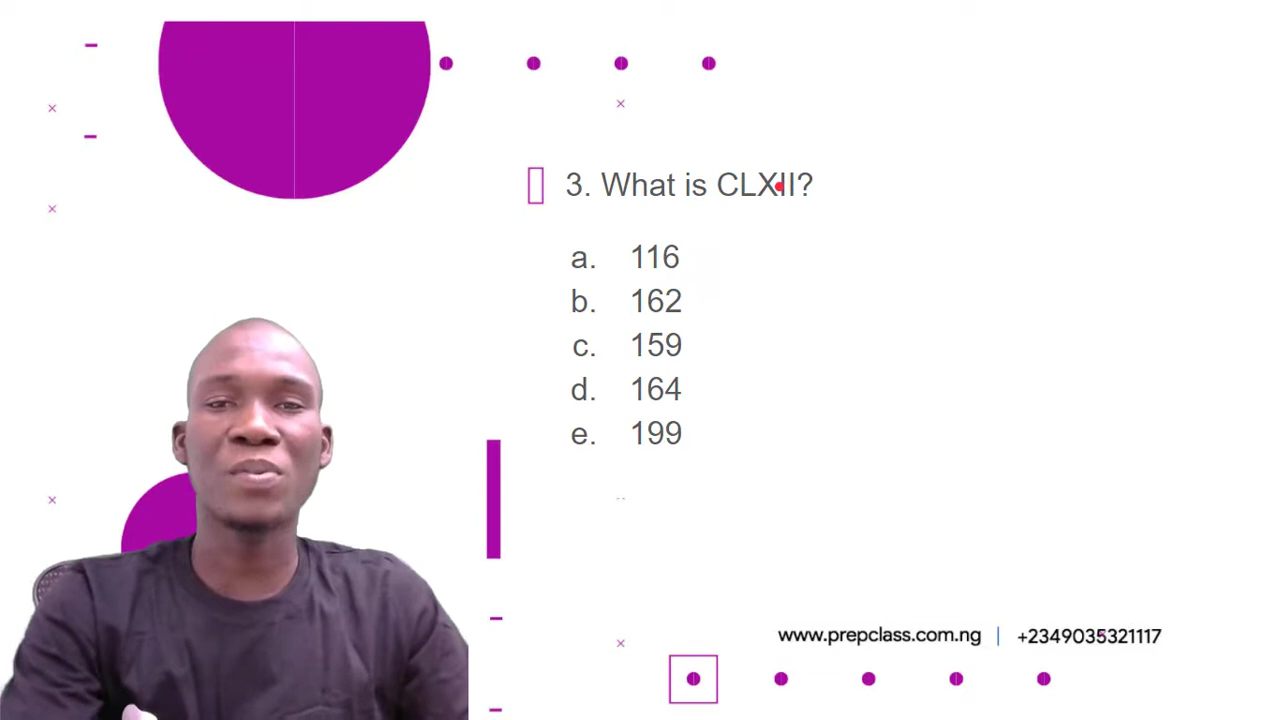 3. What is CLXII?
a. 116
b. 162
c. 159
d. 164
e. 199
www.prepclass.com.ng | +2349035321117